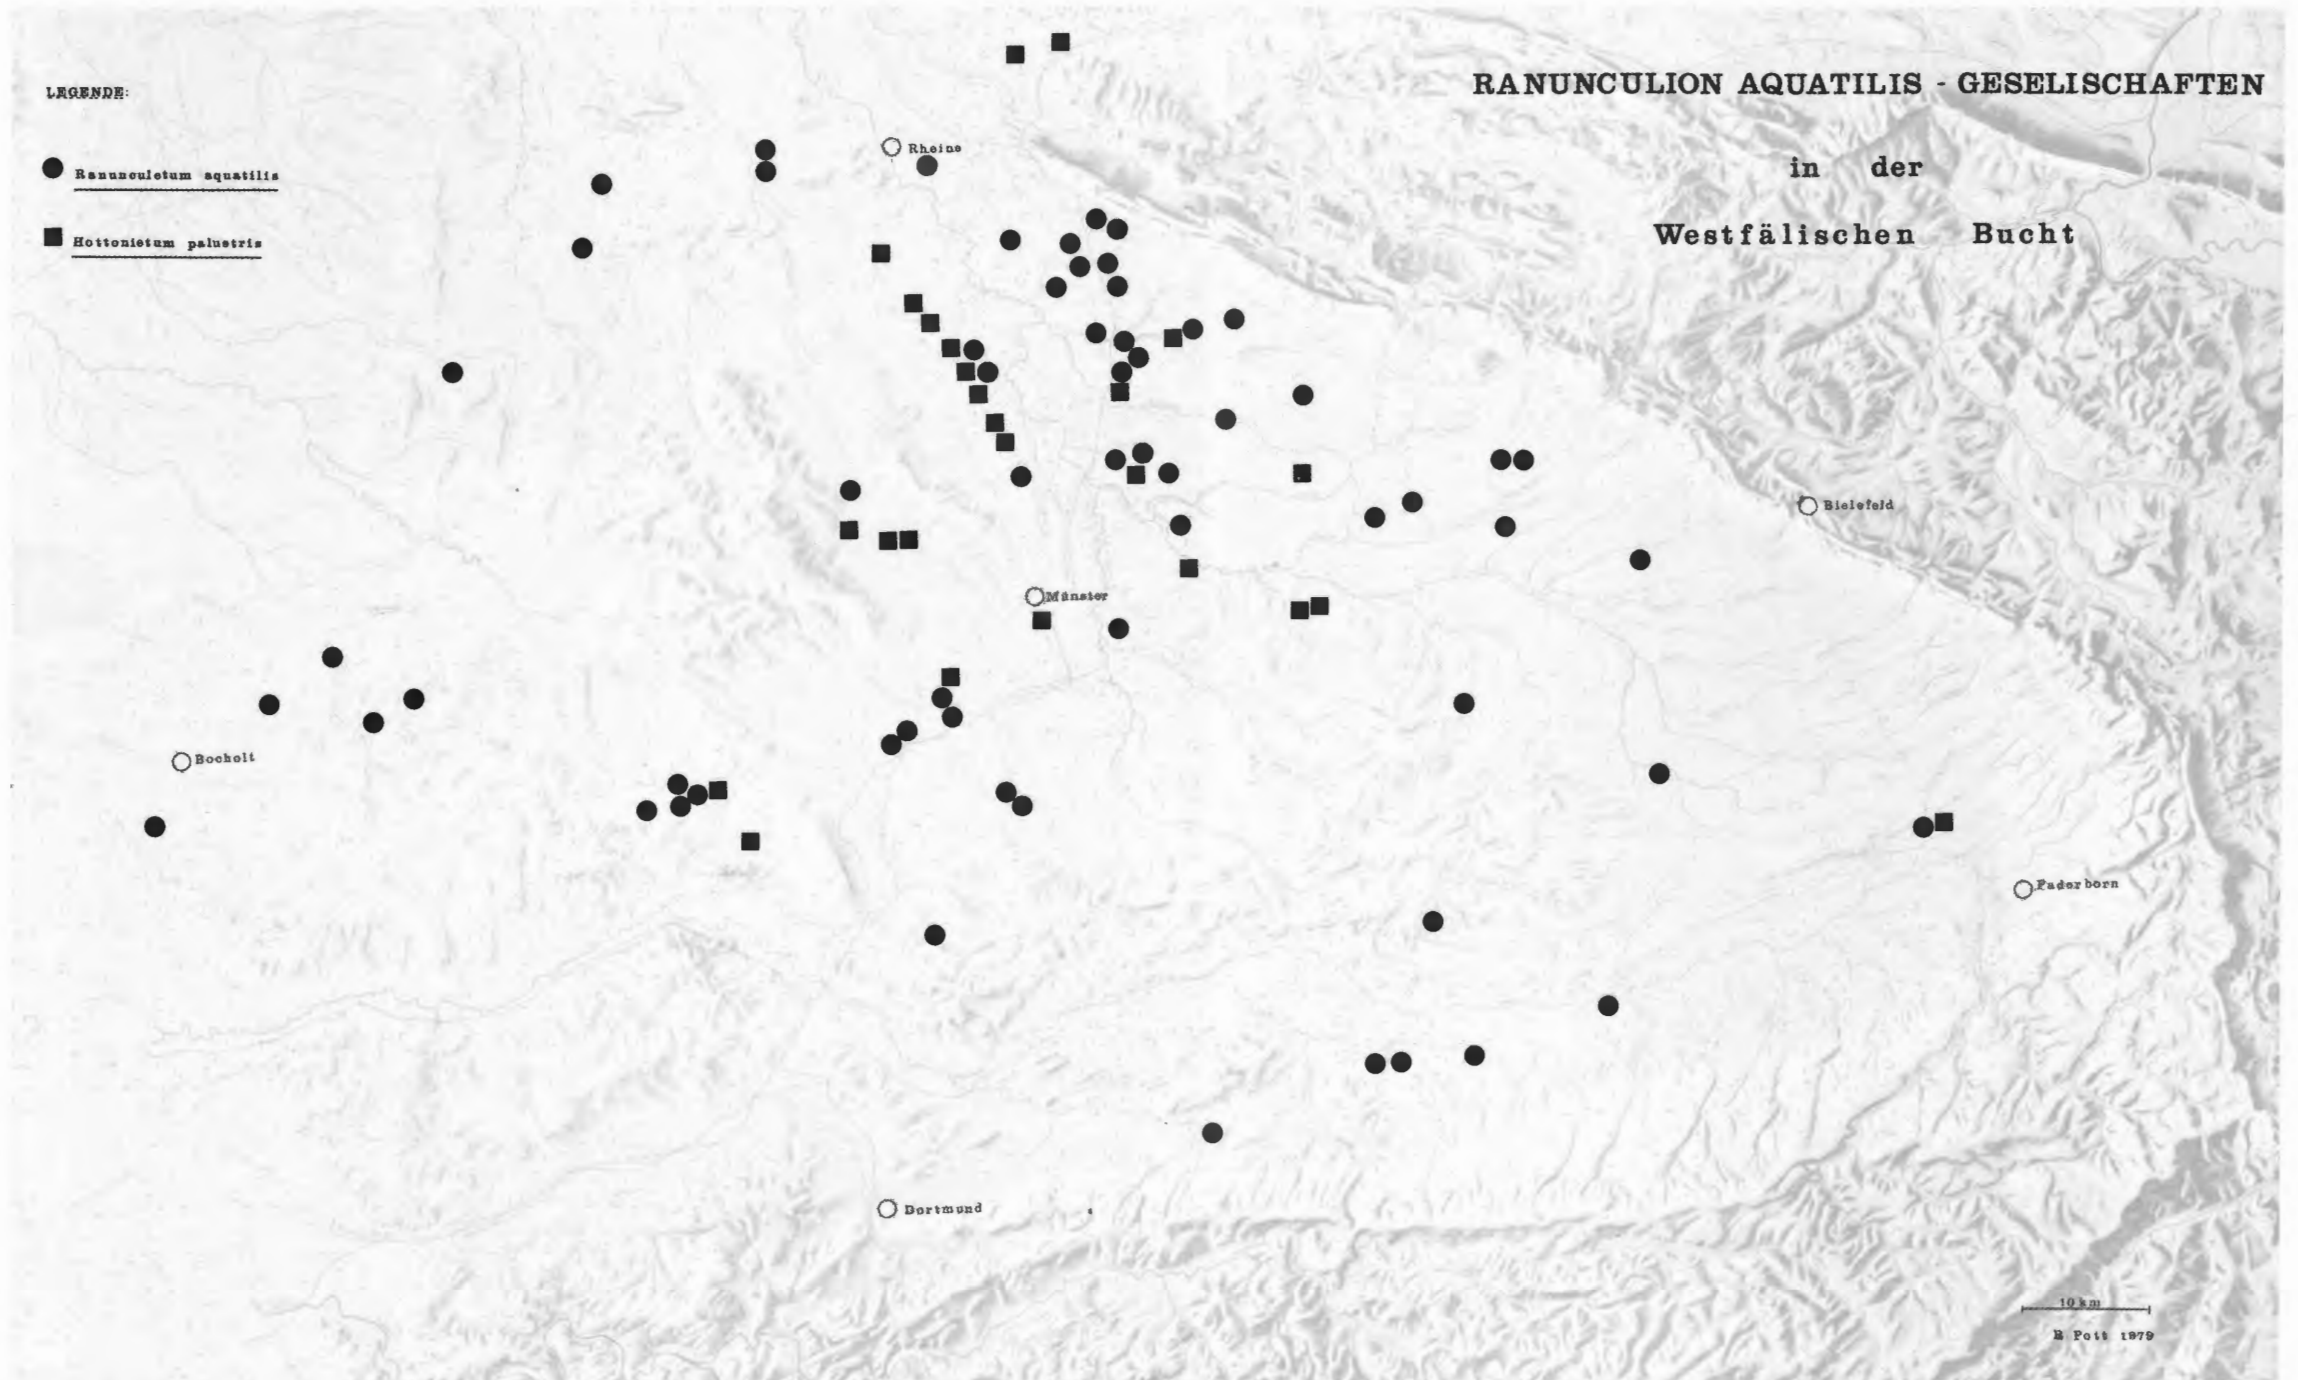 RANUNCULION AQUATILIS - GESELISCHAFTEN
in der
Westfälischen Bucht
LEGENDE:
Ranunculetum aquatilis
Hottonietum palustris
Rheine
Bielefeld
Münster
Bocholt
Paderborn
Dortmund
10 km
R Pott 1979